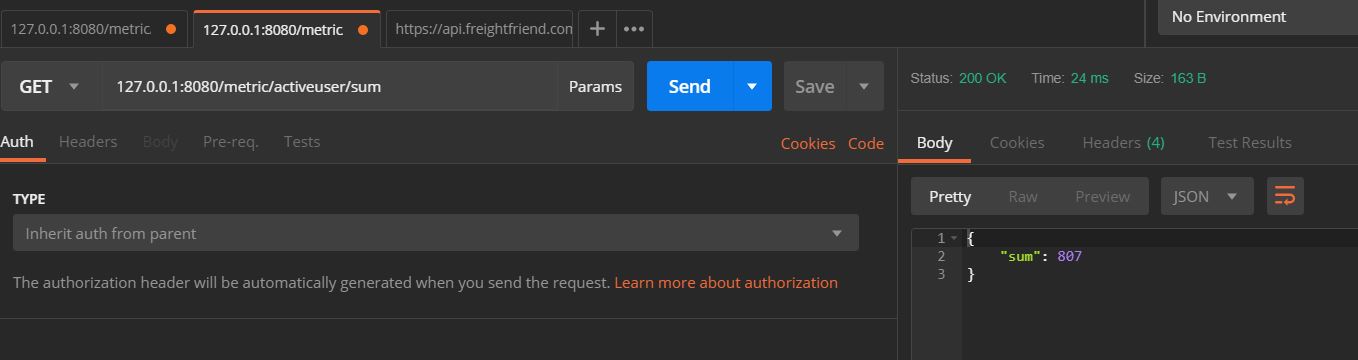 127.0.0.1:8080/metric
127.0.0.1:8080/metric
https://api.freightfriend.con
No Environment
GET
127.0.0.1:8080/metric/activeuser/sum
Params
Send
Save
Status: 200 OK Time: 24 ms Size: 163 B
Auth Headers Body Pre-req. Tests
Cookies Code
Body Cookies Headers (4) Test Results
TYPE
Inherit auth from parent
The authorization header will be automatically generated when you send the request. Learn more about authorization
Pretty Raw Preview JSON
1 {
2 "sum": 807
3 }